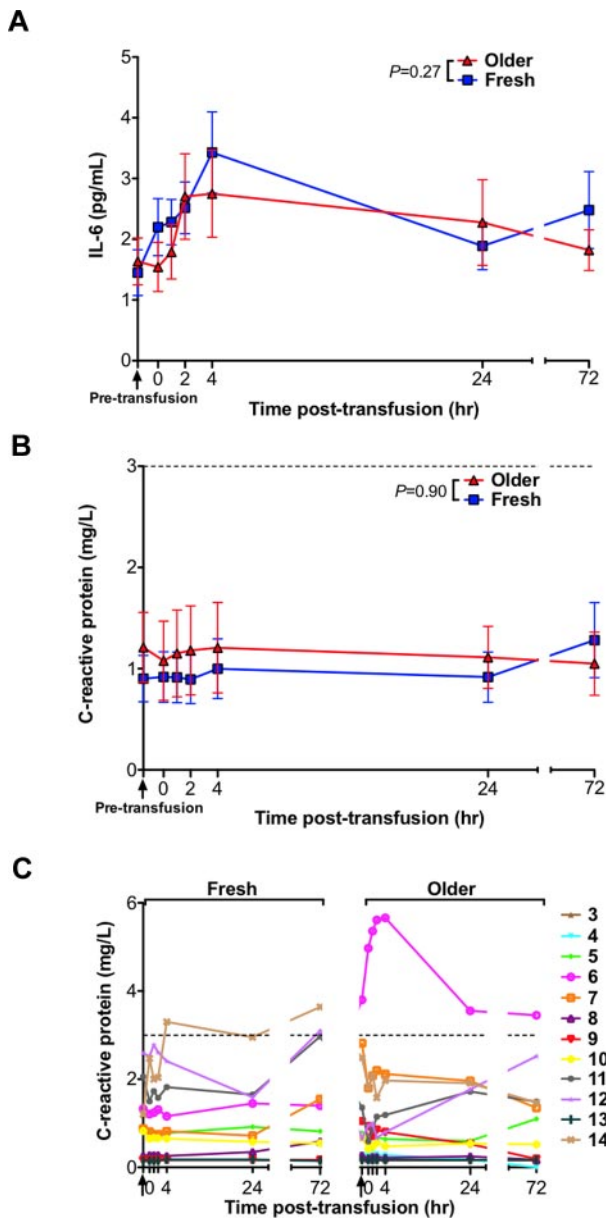 A
5
4
3
2
1
0
IL-6 (pg/mL)
P=0.27
Older
Fresh
0 2 4 24 72
Pre-transfusion
Time post-transfusion (hr)
B
3
2
1
0
C-reactive protein (mg/L)
P=0.90
Older
Fresh
0 2 4 24 72
Pre-transfusion
Time post-transfusion (hr)
C
Fresh Older
6
4
2
0
C-reactive protein (mg/L)
0 4 24 72 0 4 24 72
Time post-transfusion (hr)
3
4
5
6
7
8
9
10
11
12
13
14